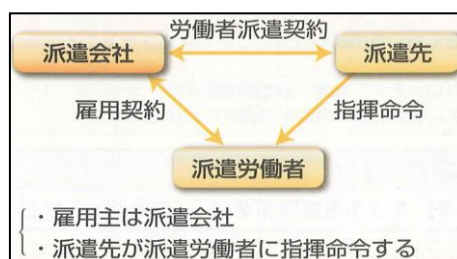 労働者派遣契約
派遣会社
派遣先
雇用契約
指揮命令
派遣労働者
・雇用主は派遣会社
・派遣先が派遣労働者に指揮命令する